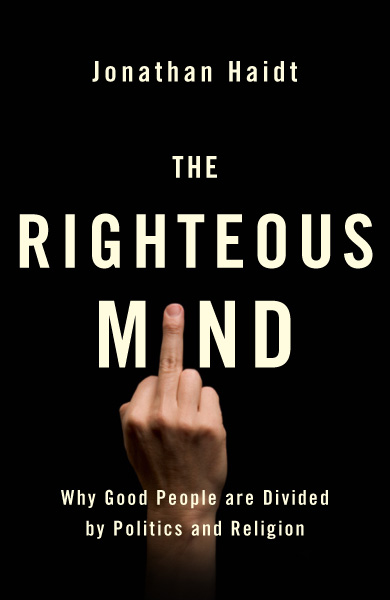 Jonathan Haidt
THE
RIGHTEOUS
MIND
Why Good People are Divided
by Politics and Religion